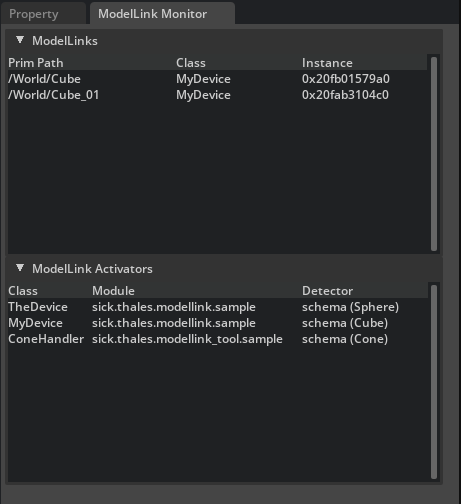 Property ModelLink Monitor
ModelLinks
Prim Path Class Instance
/World/Cube MyDevice 0x20fb01579a0
/World/Cube_01 MyDevice 0x20fab3104c0
ModelLink Activators
Class Module Detector
TheDevice sick.thales.modellink.sample schema (Sphere)
MyDevice sick.thales.modellink.sample schema (Cube)
ConeHandler sick.thales.modellink_tool.sample schema (Cone)